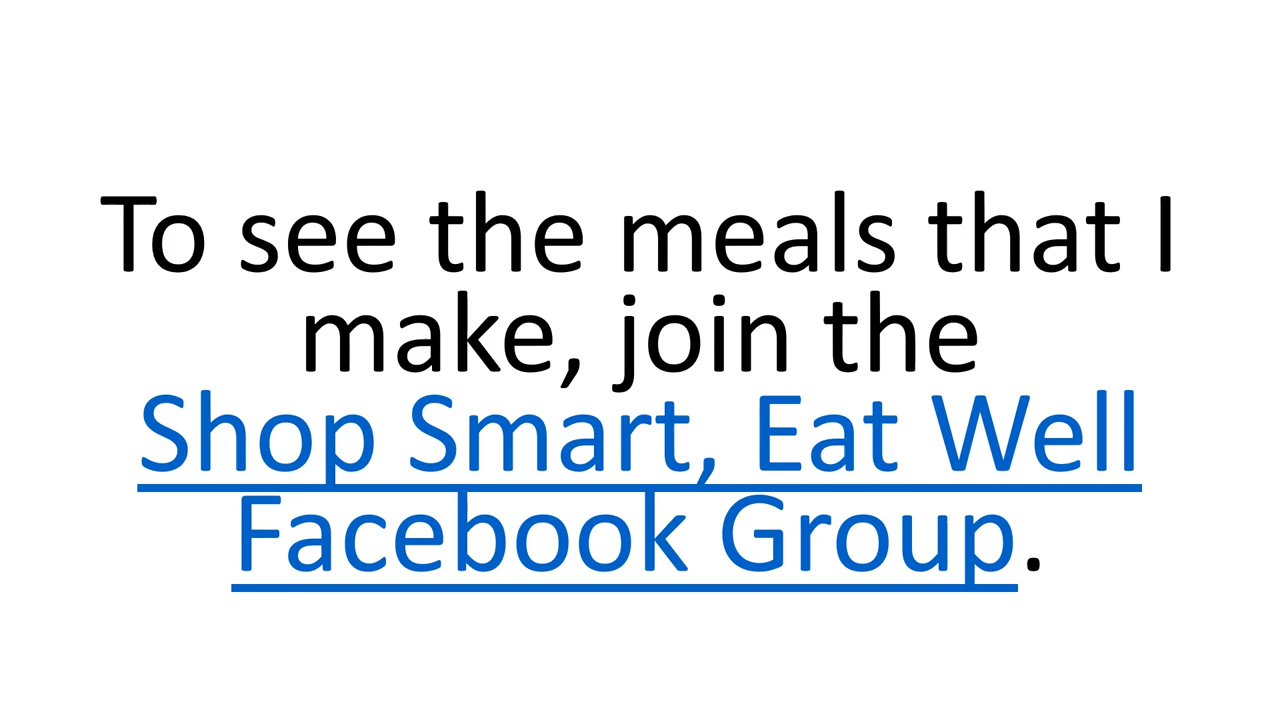 To see the meals that I
make, join the
Shop Smart, Eat Well
Facebook Group.